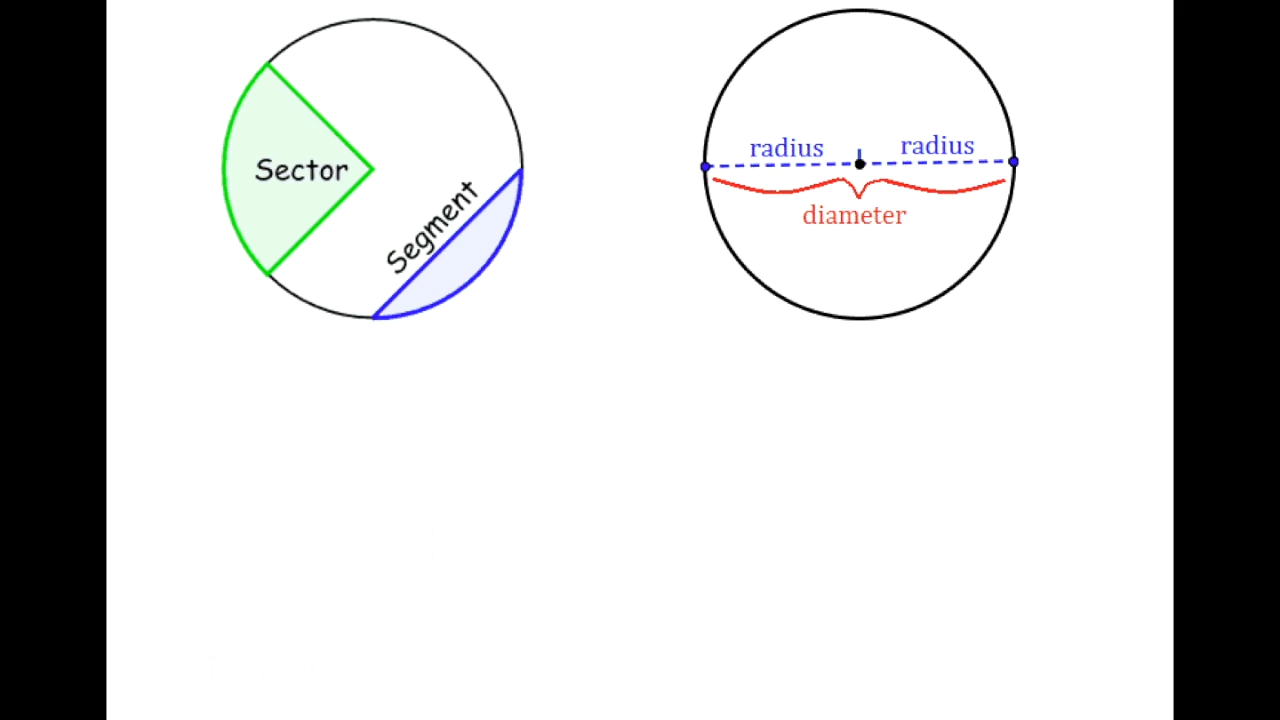 Sector
Segment
radius
radius
diameter